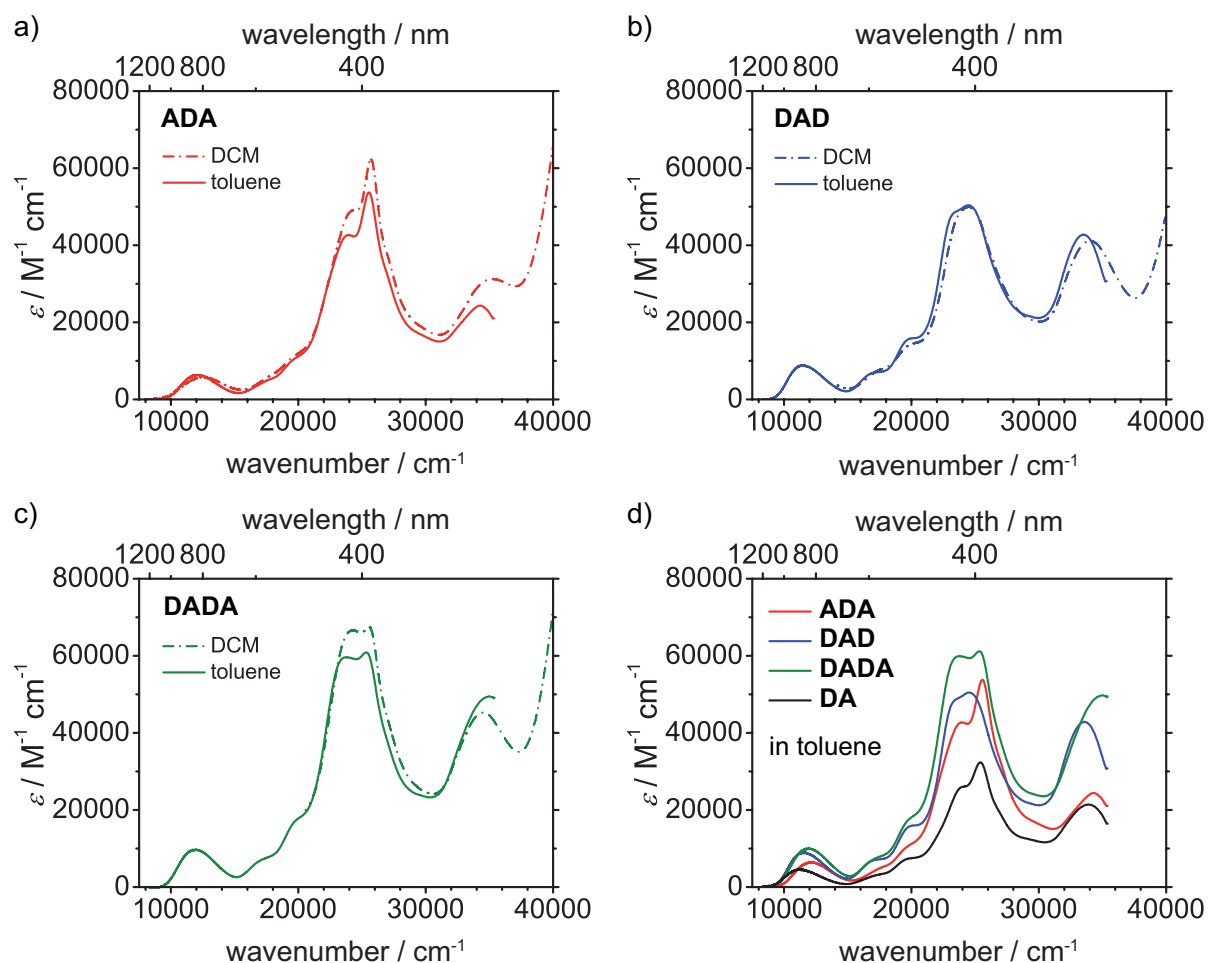 a)
wavelength / nm
1200 800 400
80000
60000
40000
20000
0
ε / M-1 cm-1
ADA
DCM
toluene
10000 20000 30000 40000
wavenumber / cm-1
b)
wavelength / nm
1200 800 400
80000
60000
40000
20000
0
ε / M-1 cm-1
DAD
DCM
toluene
10000 20000 30000 40000
wavenumber / cm-1
c)
wavelength / nm
1200 800 400
80000
60000
40000
20000
0
ε / M-1 cm-1
DADA
DCM
toluene
10000 20000 30000 40000
wavenumber / cm-1
d)
wavelength / nm
1200 800 400
80000
60000
40000
20000
0
ε / M-1 cm-1
ADA
DAD
DADA
DA
in toluene
10000 20000 30000 40000
wavenumber / cm-1